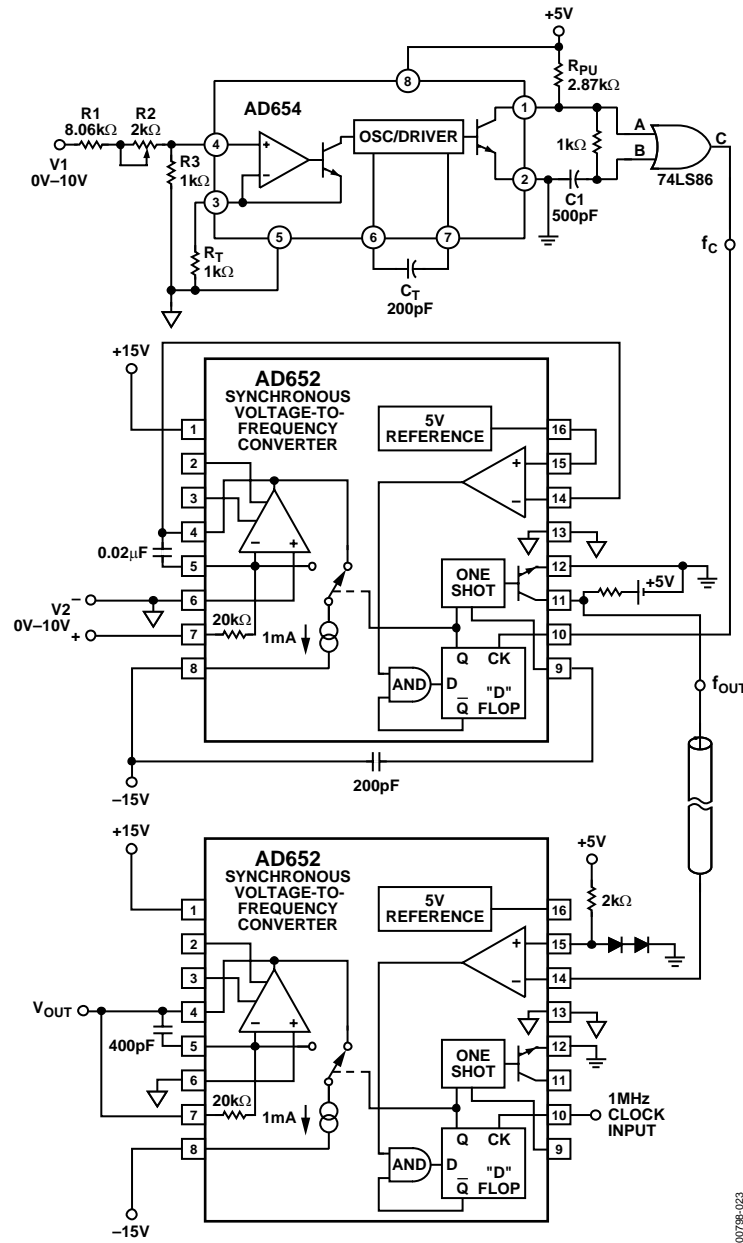 +5V
RPU
2.87kΩ
AD654
8
R1
8.06kΩ
R2
2kΩ
V1
0V–10V
R3
1kΩ
4
+
–
3
OSC/DRIVER
1
2
1kΩ
A
B
C
74LS86
C1
500pF
RT
1kΩ
5
6
7
CT
200pF
fC
+15V
AD652
SYNCHRONOUS
VOLTAGE-TO-
FREQUENCY
CONVERTER
5V
REFERENCE
1
2
3
4
5
6
7
8
16
15
14
13
12
11
10
9
+
–
–
+
0.02µF
–
V2
0V–10V
+
20kΩ
1mA
ONE
SHOT
+5V
AND
D
Q
CK
"D"
Q
FLOP
fOUT
200pF
–15V
+15V
AD652
SYNCHRONOUS
VOLTAGE-TO-
FREQUENCY
CONVERTER
5V
REFERENCE
+5V
2kΩ
1
2
3
4
5
6
7
8
16
15
14
13
12
11
10
9
+
–
–
+
VOUT
400pF
20kΩ
1mA
ONE
SHOT
1MHz
CLOCK
INPUT
AND
D
Q
CK
"D"
Q
FLOP
–15V
00798-023